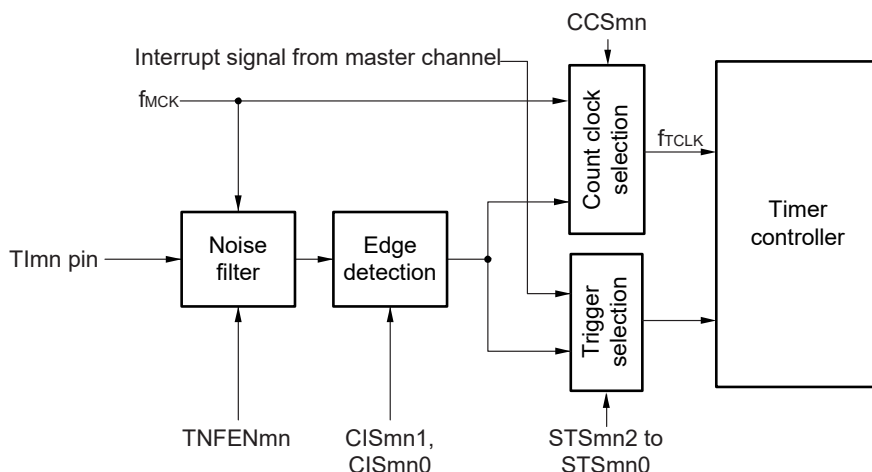 CCSmn
Interrupt signal from master channel
fMCK
Count clock
selection
fTCLK
Timer
controller
TImn pin
Noise
filter
Edge
detection
Trigger
selection
TNFENmn
CISmn1,
CISmn0
STSmn2 to
STSmn0